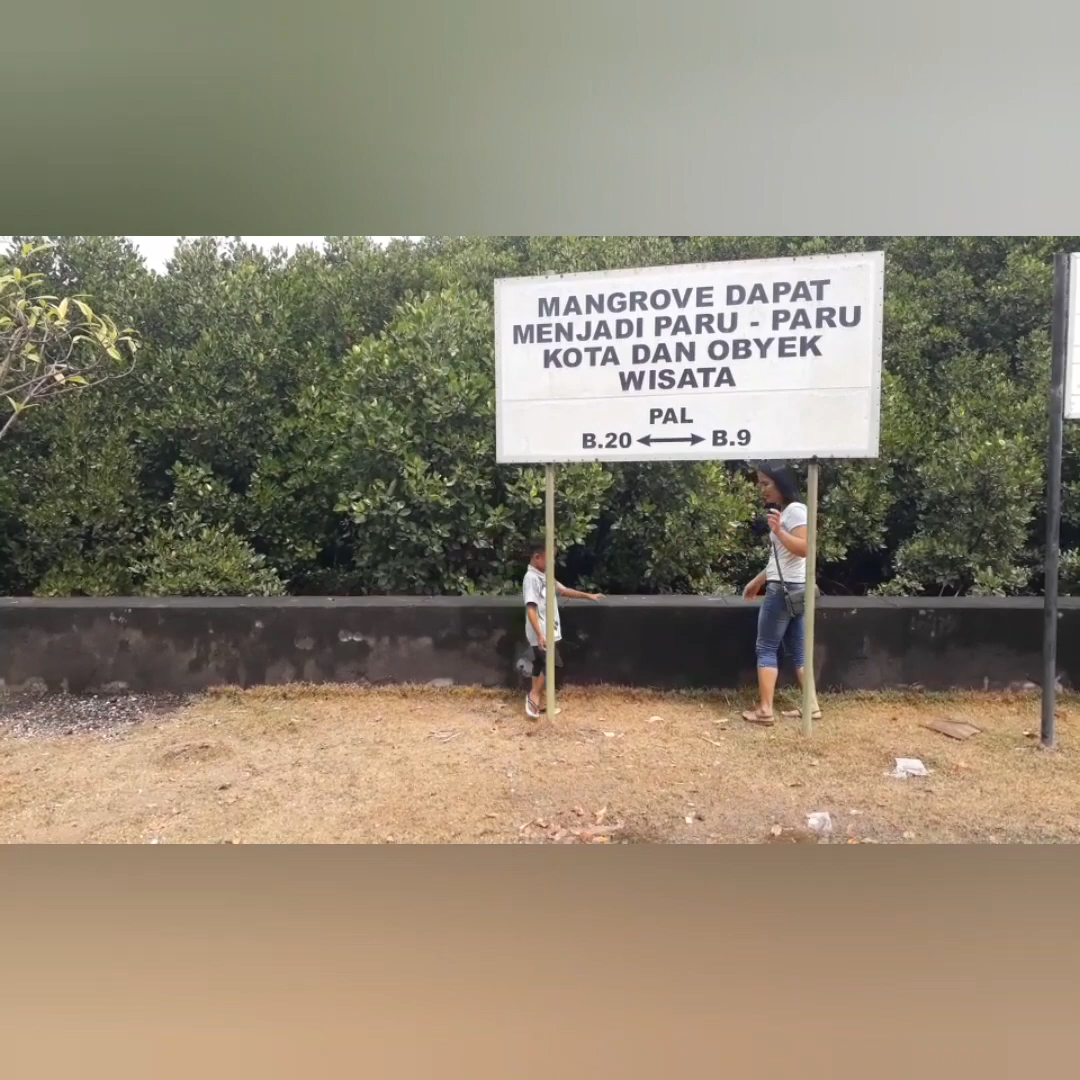 MANGROVE DAPAT
MENJADI PARU - PARU
KOTA DAN OBYEK
WISATA
PAL
B.20 ↔ B.9